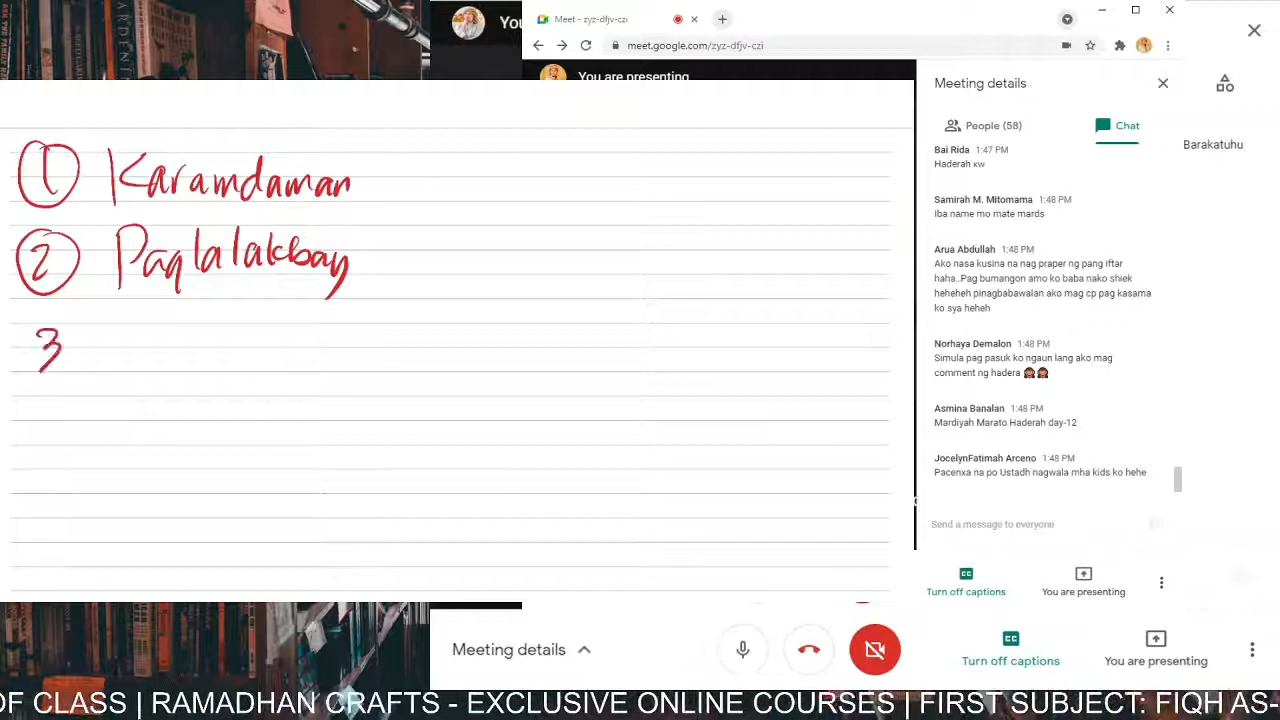 You
Meet - zyz-dfjv-czi
meet.google.com/zyz-dfjv-czi
You are presenting
Meeting details
People (58)
Chat
Barakatuhu
Bai Rida 1:47 PM
Haderah ĸw
Samirah M. Mitomama 1:48 PM
Iba name mo mate mards
Arua Abdullah 1:48 PM
Ako nasa kusina na nag praper ng pang iftar
haha..Pag bumangon amo ko baba nako shiek
heheheh pinagbabawalan ako mag cp pag kasama
ko sya heheh
Norhaya Demalon 1:48 PM
Simula pag pasuk ko ngaun lang ako mag
comment ng hadera 🙍🏽‍♀️🙍🏽‍♀️
Asmina Banalan 1:48 PM
Mardiyah Marato Haderah day-12
JocelynFatimah Arceno 1:48 PM
Pacenxa na po Ustadh nagwala mha kids ko hehe
Send a message to everyone
Turn off captions
You are presenting
1 Karamdaman
2 Paglalakbay
3
Meeting details
Turn off captions
You are presenting
OF CLASS | RAMADHAN CRAFTS - EXCLUSIVE ONLINE COURSES | FIRST SUBJECT: FIQH AS-